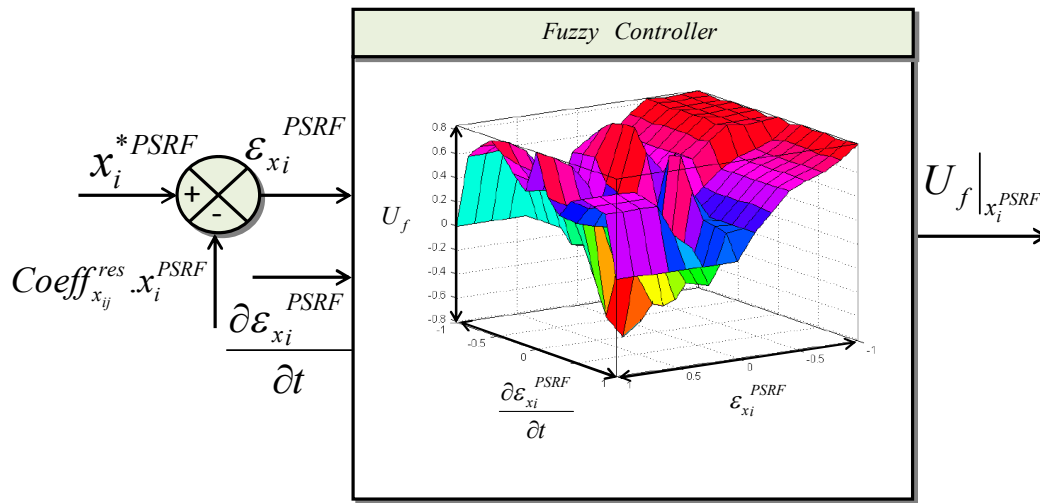 Fuzzy Controller
x_i^{*PSRF}
+
-
ε_{xi}^{PSRF}
Coeff_{x_{ij}}^{res} .x_i^{PSRF}
∂ε_{xi}^{PSRF}
∂t
U_f
0.8
0.6
0.4
0.2
0
-0.2
-0.4
-0.6
-0.8
-1
-0.5
0
1
1
0.5
0
-0.5
-1
∂ε_{xi}^{PSRF}
∂t
ε_{xi}^{PSRF}
U_f|_{x_i^{PSRF}}